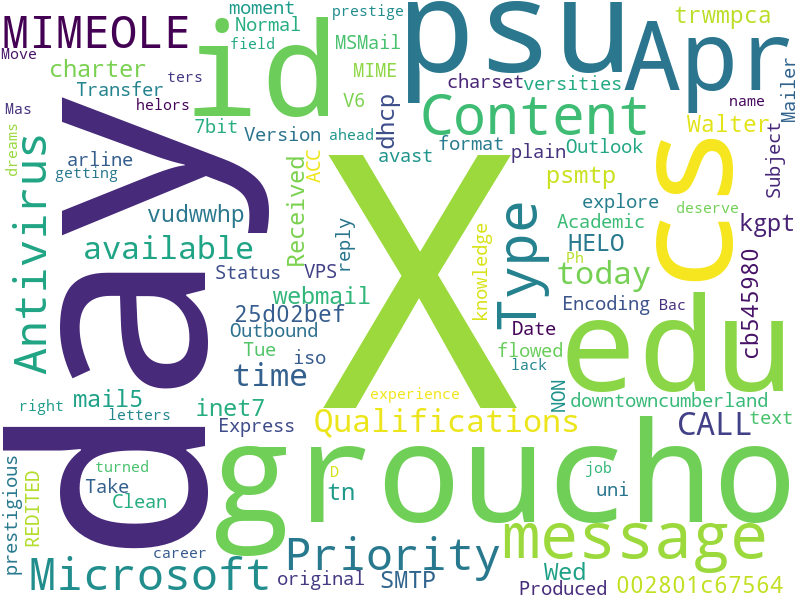 moment
prestige
MIMEOLE
id
psu
Apr
trwmpca
Normal
field
MSMail
Move
charter
ters
MIME
charset
versities
Mailer
Transfer
helors
V6
Content
name
Mas
7bit
Version
ahead
dhcp
Walter
dreams
Antivirus
day
arline
getting
Received
ACC
avast
format
plain
Outlook
Subject
cs
psmtp
X
explore
deserve
vudwwhp
reply
knowledge
Type
Academic
kgpt
available
HELO
Status
VPS
today
Ph
webmail
25d02bef
Encoding
Bac
cb545980
Outbound
time
Tue
iso
Date
flowed
lack
edu
right
mail5
letters
inet7
experience
NON
downtowncumberland
Express
Qualifications
CALL
text
groucho
prestigious
REDITED
turned
Take
Clean
D
tn
job
uni
message
career
Priority
Microsoft
original
SMTP
Wed
Produced
002801c67564